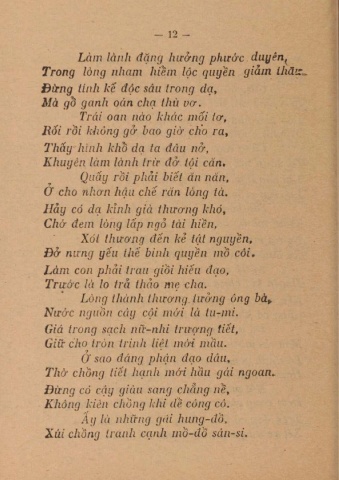 — 12 —
Làm lành đặng hưởng phước duyên,
Trong lòng nham hiểm lộc quyền giảm thâu.
Đừng tính kế độc sâu trong dạ,
Mà gỡ ganh oán chạ thù vơ.
Trái oan nào khác mối tơ,
Rối rồi không gở bao giờ cho ra,
Thấy hình khổ dạ ta đau nở,
Khuyên làm lành trừ đở tội căn.
Quấy rồi phải biết ăn năn,
Ở cho nhơn hậu chế răn lòng tà.
Hãy có dạ kỉnh già thương khó,
Chớ đem lòng lấp ngỏ tài hiền,
Xót thương đến kẻ tật nguyền.
Đở nưng yếu thế binh quyền mồ côi.
Làm con phải trau giồi hiếu đạo,
Trước là lo trả thảo mẹ cha.
Lòng thành thương tưởng ông bà,
Nước nguồn cây cội mới là tu-mi.
Gái trong sạch nữ-nhi trượng tiết,
Giữ cho tròn trinh liệt mới mầu.
Ở sao đáng phận đạo dâu,
Thờ chồng tiết hạnh mới hầu gái ngoan.
Đừng có cậy giàu sang chẳng nề,
Không kiên chồng khi dể công cô.
Ấy là những gái hung-đồ.
Xúi chồng tranh cạnh mồ-đồ sân-si.